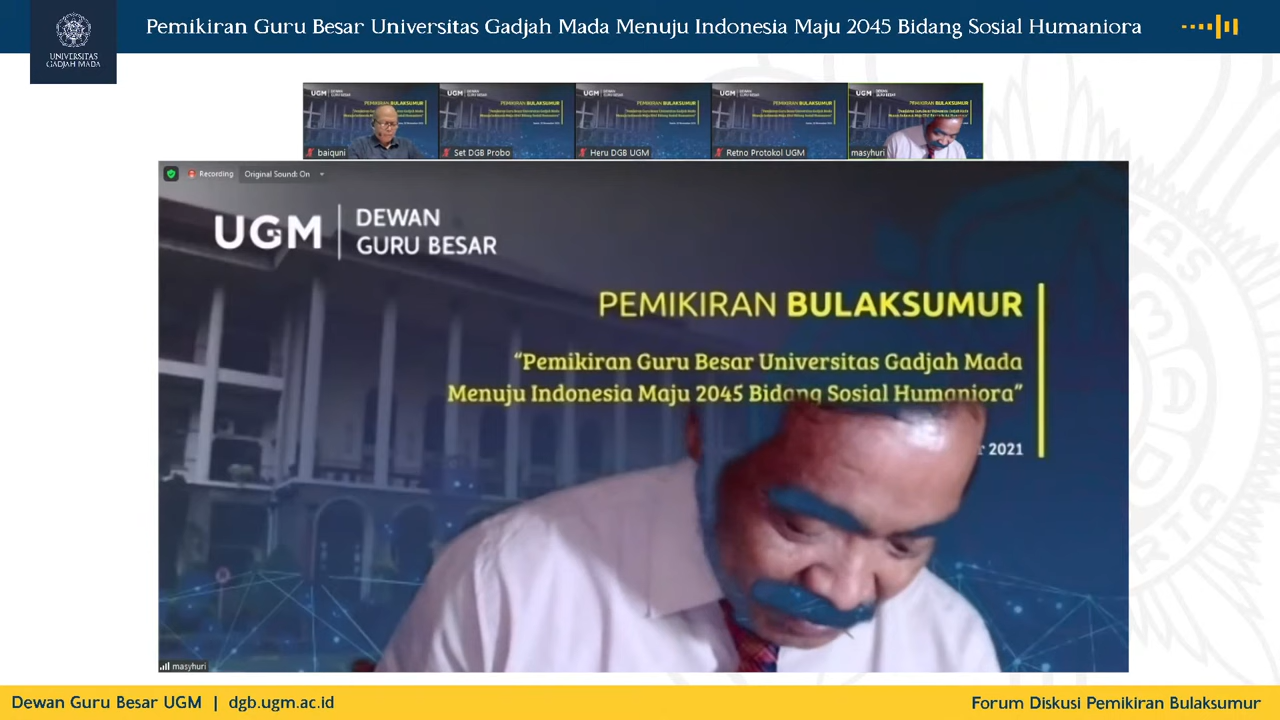 Pemikiran Guru Besar Universitas Gadjah Mada Menuju Indonesia Maju 2045 Bidang Sosial Humaniora
UNIVERSITAS
GADJAH MADA
baiquni
Set DGB Probo
Heru DGB UGM
Retno Protokol UGM
masyhuri
Recording
Original Sound: On
UGM
DEWAN
GURU BESAR
PEMIKIRAN BULAKSUMUR
“Pemikiran Guru Besar Universitas Gadjah Mada
Menuju Indonesia Maju 2045 Bidang Sosial Humaniora”
2021
masyhuri
Dewan Guru Besar UGM | dgb.ugm.ac.id
Forum Diskusi Pemikiran Bulaksumur